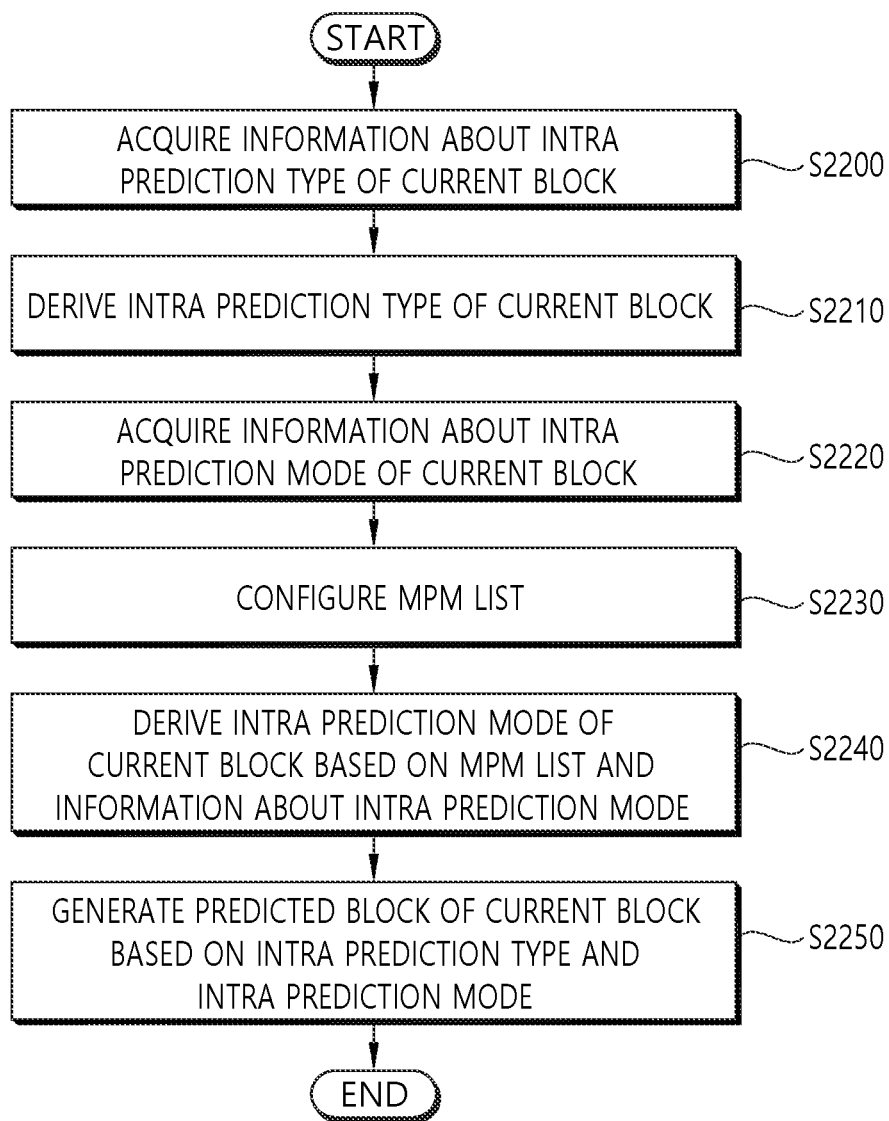 START
ACQUIRE INFORMATION ABOUT INTRA
PREDICTION TYPE OF CURRENT BLOCK
S2200
DERIVE INTRA PREDICTION TYPE OF CURRENT BLOCK
S2210
ACQUIRE INFORMATION ABOUT INTRA
PREDICTION MODE OF CURRENT BLOCK
S2220
CONFIGURE MPM LIST
S2230
DERIVE INTRA PREDICTION MODE OF
CURRENT BLOCK BASED ON MPM LIST AND
INFORMATION ABOUT INTRA PREDICTION MODE
S2240
GENERATE PREDICTED BLOCK OF CURRENT BLOCK
BASED ON INTRA PREDICTION TYPE AND
INTRA PREDICTION MODE
S2250
END